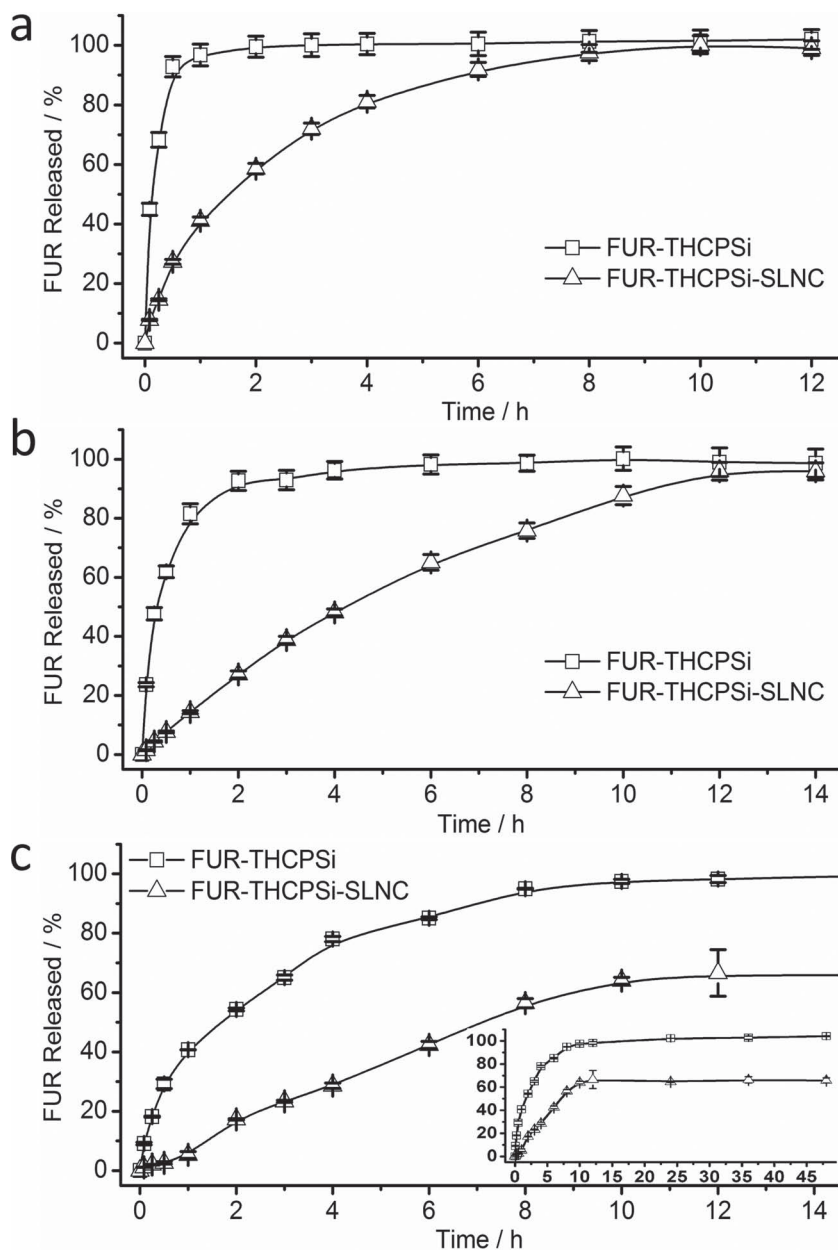 a
FUR Released / %
100
80
60
40
20
0
FUR-THCPSi
FUR-THCPSi-SLNC
0 2 4 6 8 10 12
Time / h
b
FUR Released / %
100
80
60
40
20
0
FUR-THCPSi
FUR-THCPSi-SLNC
0 2 4 6 8 10 12 14
Time / h
c
FUR Released / %
100
80
60
40
20
0
FUR-THCPSi
FUR-THCPSi-SLNC
100
80
60
40
20
0
0 5 10 15 20 25 30 35 40 45
0 2 4 6 8 10 12 14
Time / h